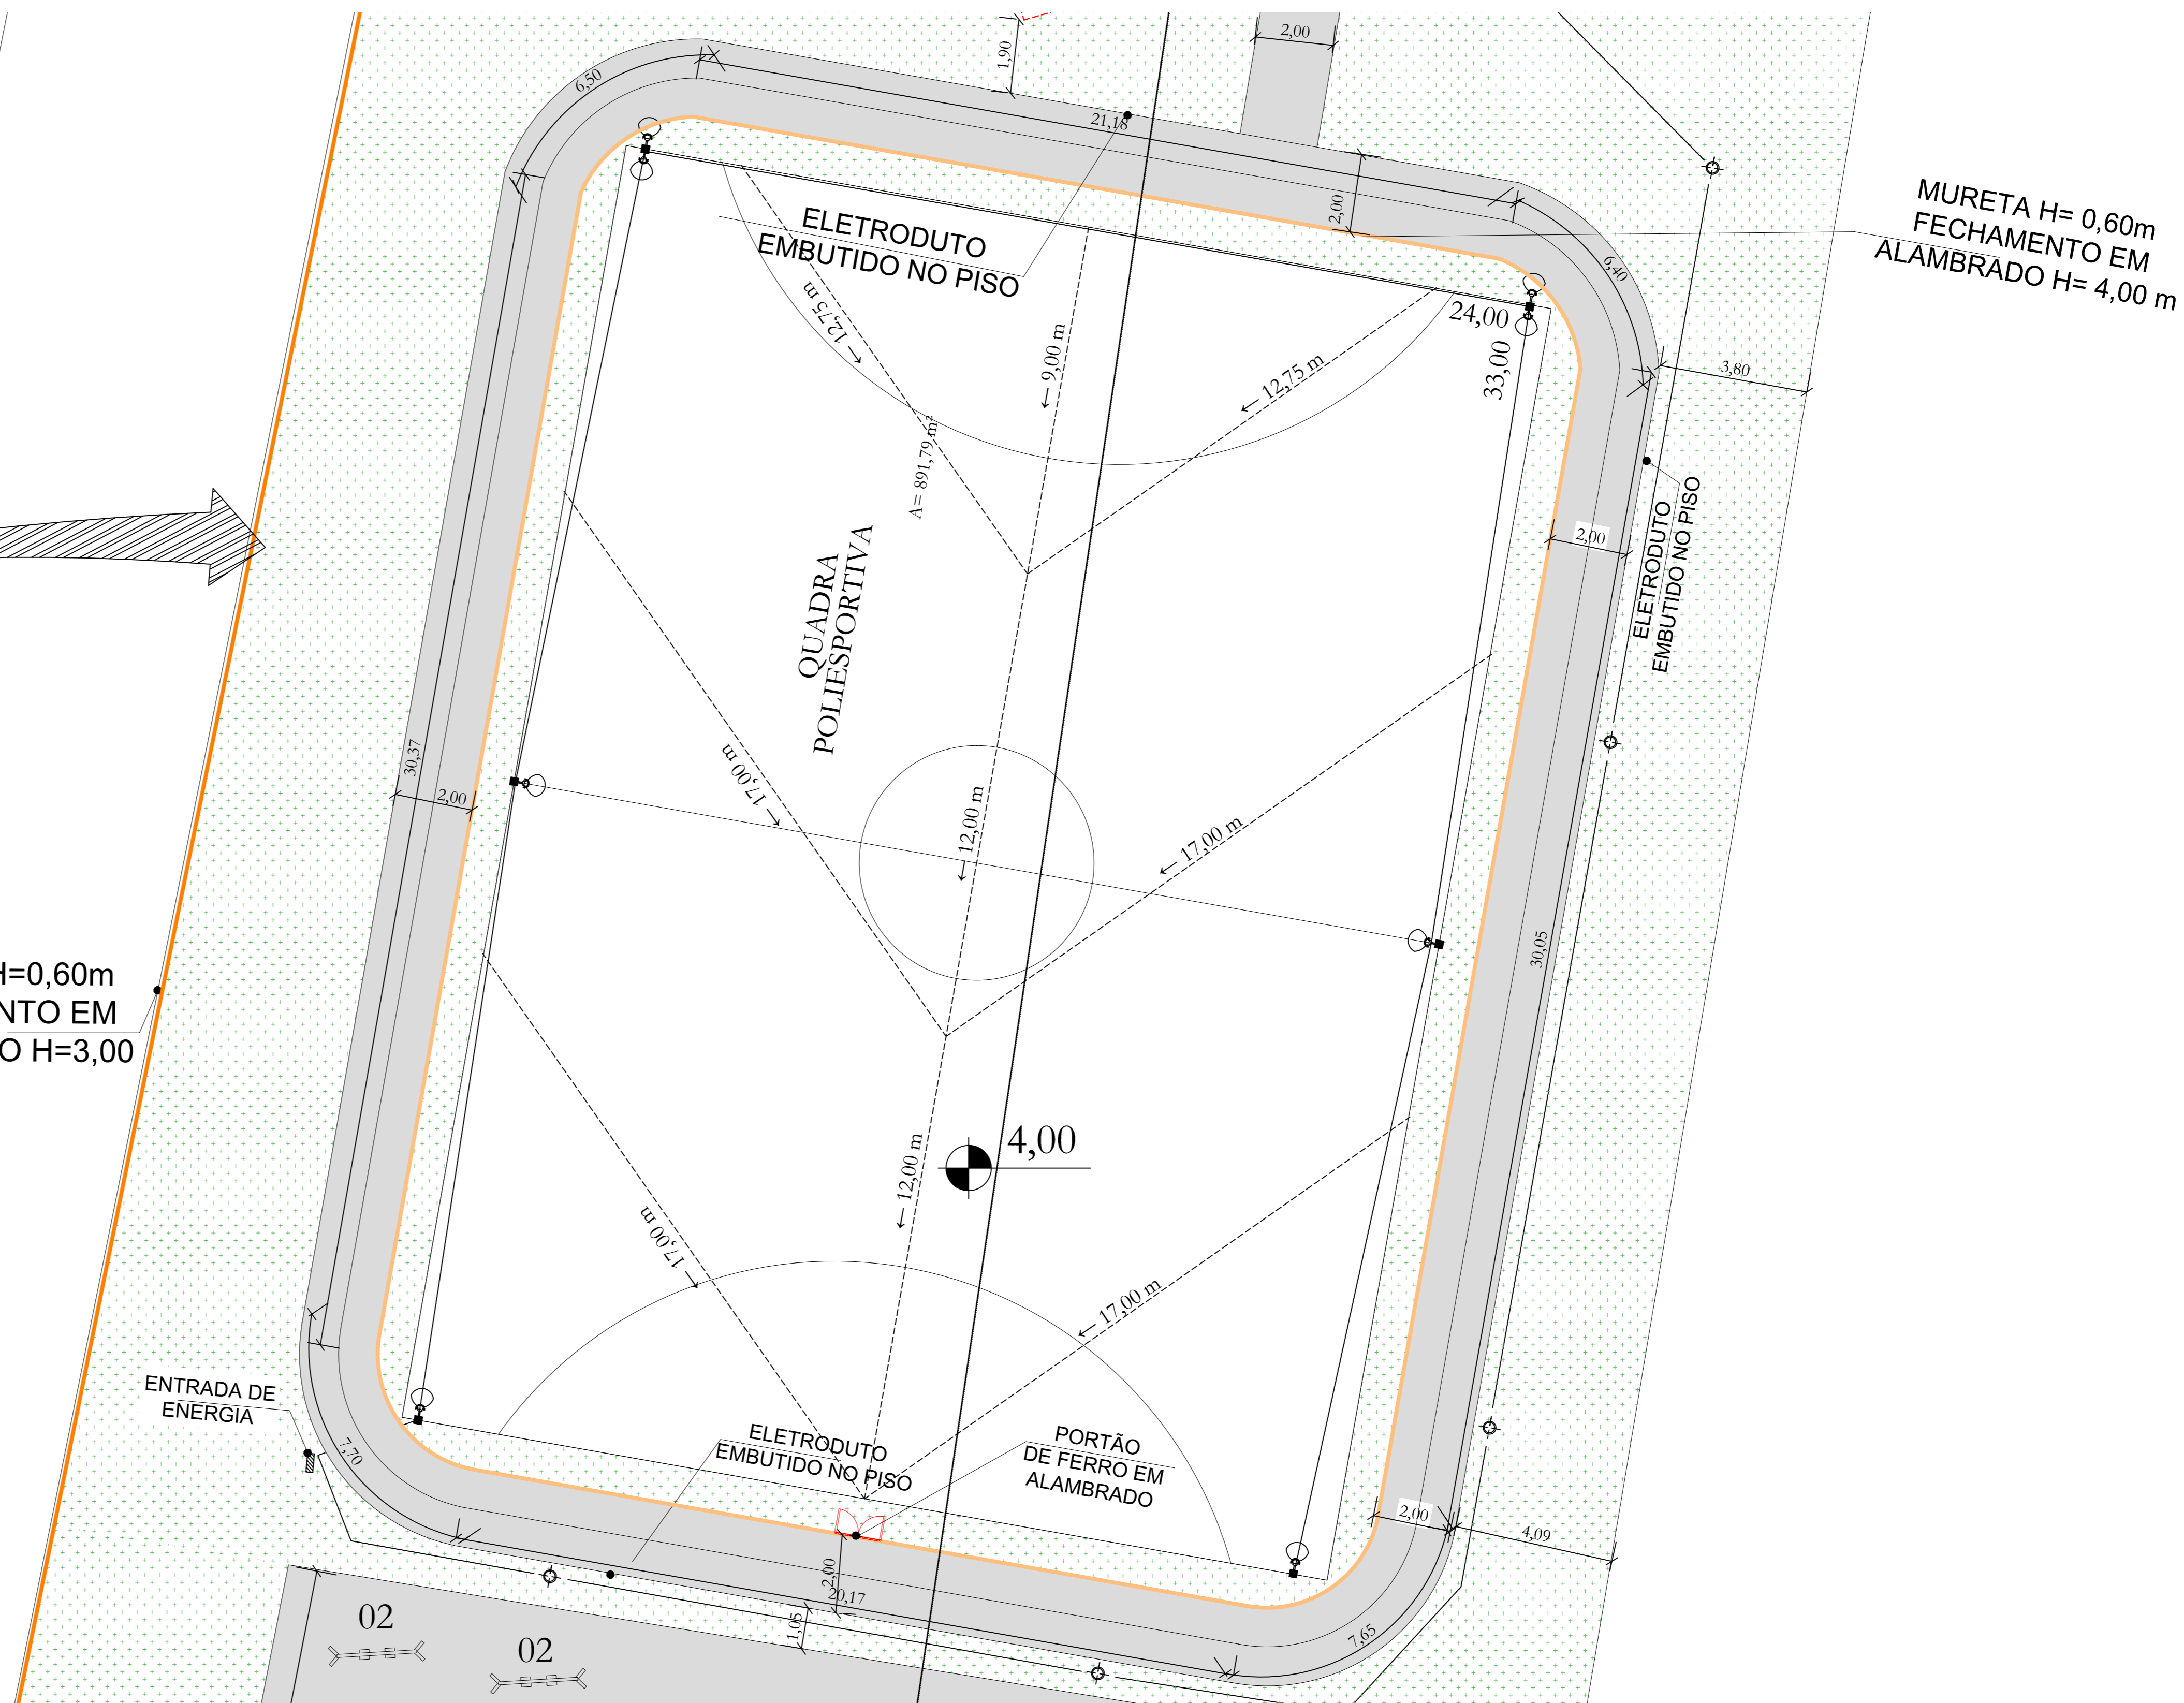 1,90
2,00
6,50
21,18
MURETA H= 0,60m
FECHAMENTO EM
ALAMBRADO H= 4,00 m
ELETRODUTO
EMBUTIDO NO PISO
2,00
6,40
12,75 m
9,00 m
12,75 m
24,00
33,00
3,80
A= 891,79 m²
QUADRA
POLIESPORTIVA
2,00
ELETRODUTO
EMBUTIDO NO PISO
30,37
2,00
17,00 m
12,00 m
17,00 m
30,05
H=0,60m
NTO EM
O H=3,00
4,00
12,00 m
17,00 m
17,00 m
ENTRADA DE
ENERGIA
7,70
ELETRODUTO
EMBUTIDO NO PISO
PORTÃO
DE FERRO EM
ALAMBRADO
2,00
4,09
2,00
20,17
1,05
7,65
02
02